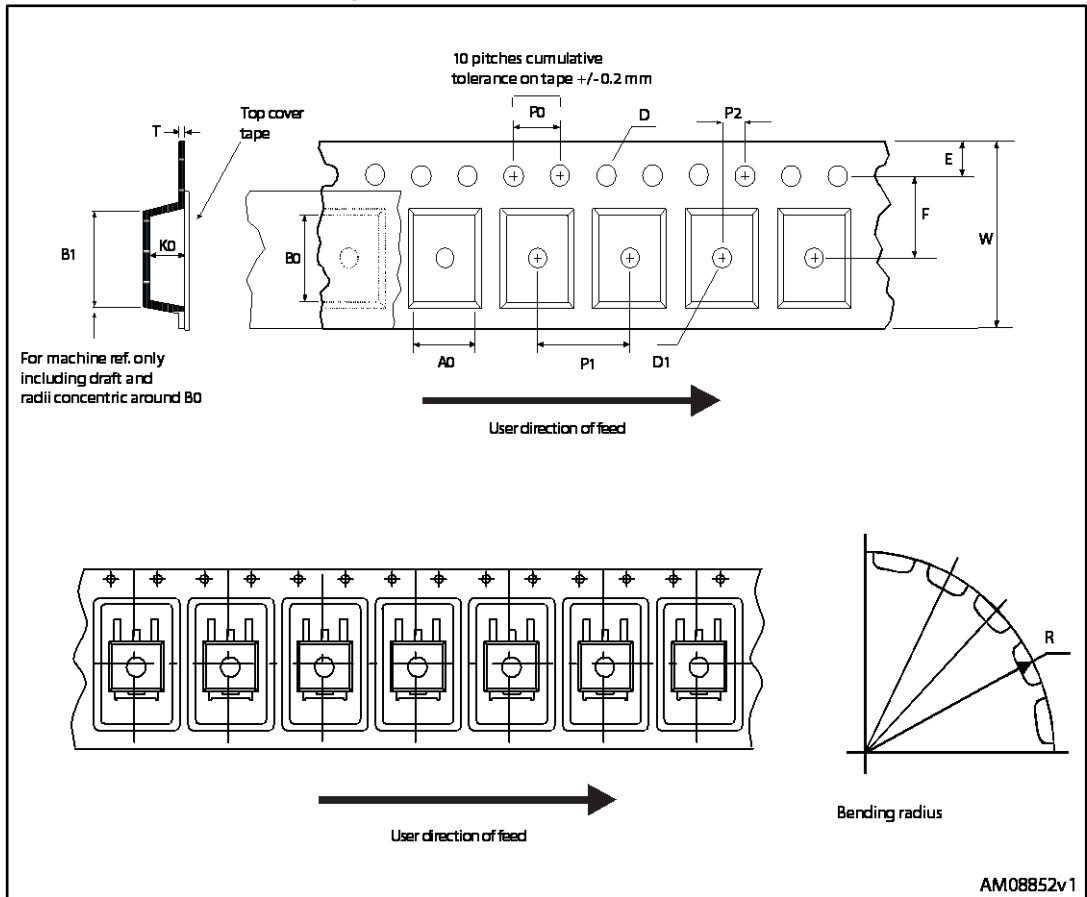 10 pitches cumulative
tolerance on tape +/- 0.2 mm
Top cover
tape
T
P0
D
P2
E
F
W
B1
K0
B0
For machine ref. only
including draft and
radii concentric around B0
A0
P1
D1
User direction of feed
R
Bending radius
User direction of feed
AM08852v1